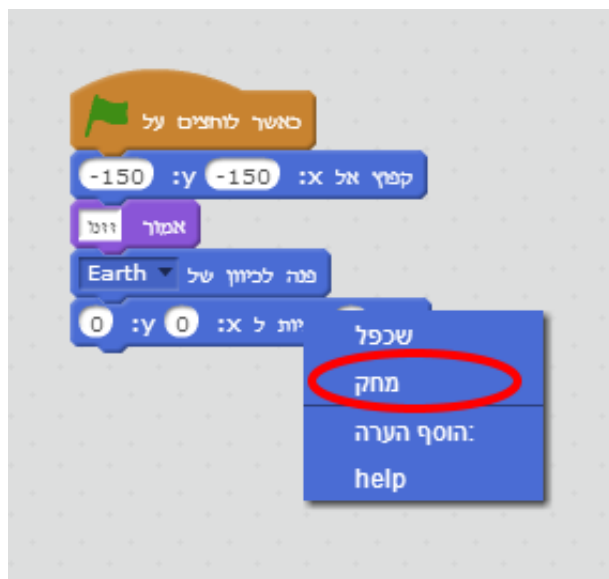 כאשר לוחצים על
קפוץ אל x: -150 y: -150
אמור
פנה לכיוון של Earth
יות ל x: 0 y: 0
שכפל
מחק
הוסף הערה:
help